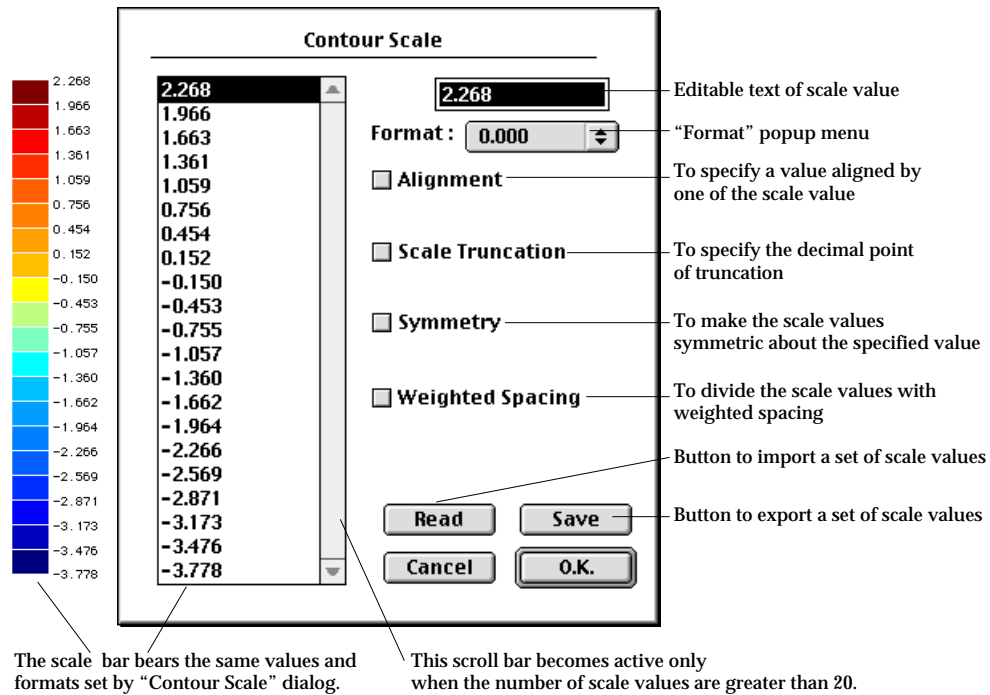 Contour Scale
2.268
1.966
1.663
1.361
1.059
0.756
0.454
0.152
-0.150
-0.453
-0.755
-1.057
-1.360
-1.662
-1.964
-2.266
-2.569
-2.871
-3.173
-3.476
-3.778
2.268
1.966
1.663
1.361
1.059
0.756
0.454
0.152
-0.150
-0.453
-0.755
-1.057
-1.360
-1.662
-1.964
-2.266
-2.569
-2.871
-3.173
-3.476
-3.778
2.268
Editable text of scale value
Format : 0.000
“Format” popup menu
Alignment
To specify a value aligned by
one of the scale value
Scale Truncation
To specify the decimal point
of truncation
Symmetry
To make the scale values
symmetric about the specified value
Weighted Spacing
To divide the scale values with
weighted spacing
Button to import a set of scale values
Read
Save
Button to export a set of scale values
Cancel
O.K.
The scale bar bears the same values and
formats set by “Contour Scale” dialog.
This scroll bar becomes active only
when the number of scale values are greater than 20.